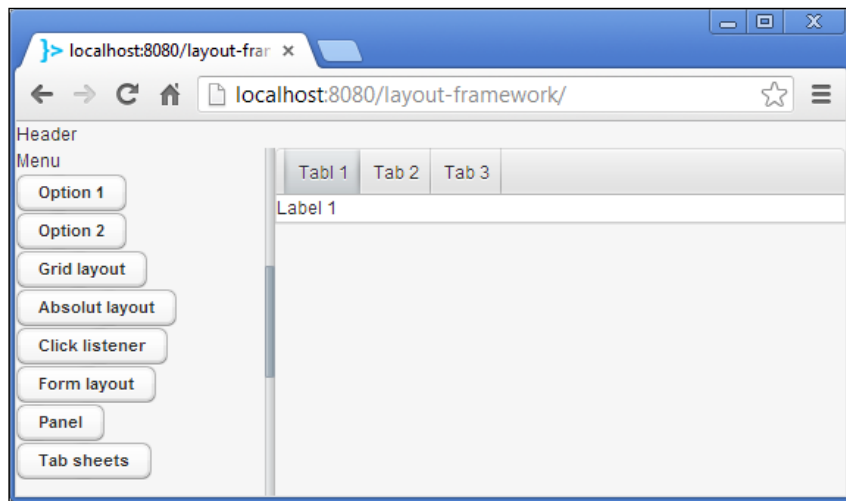 }> localhost:8080/layout-fran ×
localhost:8080/layout-framework/
Header
Menu
Option 1
Option 2
Grid layout
Absolut layout
Click listener
Form layout
Panel
Tab sheets
Tabl 1 Tab 2 Tab 3
Label 1